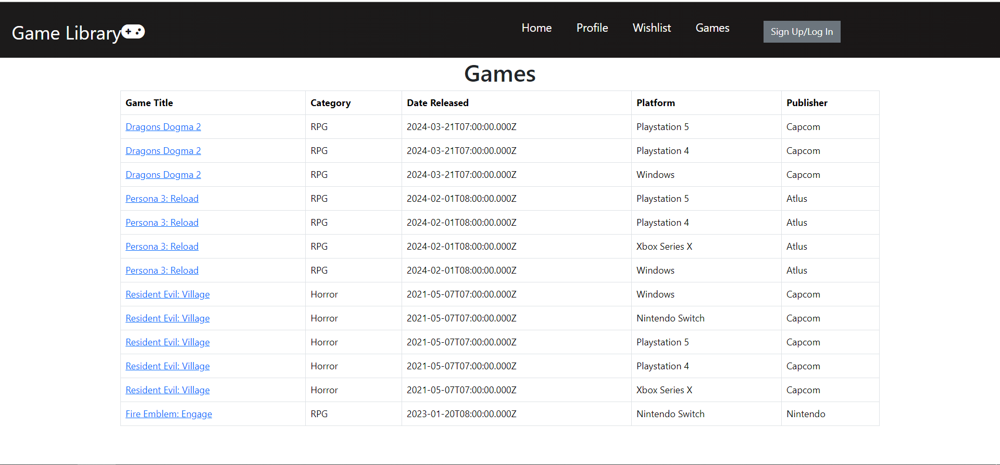 Game Library
Home Profile Wishlist Games Sign Up/Log In
Games
Game Title Category Date Released Platform Publisher
Dragons Dogma 2 RPG 2024-03-21T07:00:00.000Z Playstation 5 Capcom
Dragons Dogma 2 RPG 2024-03-21T07:00:00.000Z Playstation 4 Capcom
Dragons Dogma 2 RPG 2024-03-21T07:00:00.000Z Windows Capcom
Persona 3: Reload RPG 2024-02-01T08:00:00.000Z Playstation 5 Atlus
Persona 3: Reload RPG 2024-02-01T08:00:00.000Z Playstation 4 Atlus
Persona 3: Reload RPG 2024-02-01T08:00:00.000Z Xbox Series X Atlus
Persona 3: Reload RPG 2024-02-01T08:00:00.000Z Windows Atlus
Resident Evil: Village Horror 2021-05-07T07:00:00.000Z Windows Capcom
Resident Evil: Village Horror 2021-05-07T07:00:00.000Z Nintendo Switch Capcom
Resident Evil: Village Horror 2021-05-07T07:00:00.000Z Playstation 5 Capcom
Resident Evil: Village Horror 2021-05-07T07:00:00.000Z Playstation 4 Capcom
Resident Evil: Village Horror 2021-05-07T07:00:00.000Z Xbox Series X Capcom
Fire Emblem: Engage RPG 2023-01-20T08:00:00.000Z Nintendo Switch Nintendo